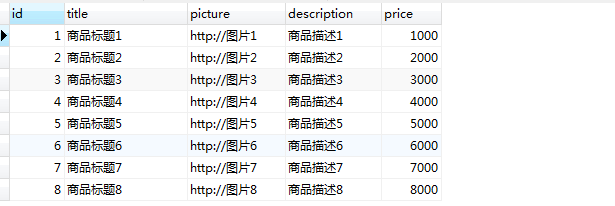 id title picture description price
1 商品标题1 http://图片1 商品描述1 1000
2 商品标题2 http://图片2 商品描述2 2000
3 商品标题3 http://图片3 商品描述3 3000
4 商品标题4 http://图片4 商品描述4 4000
5 商品标题5 http://图片5 商品描述5 5000
6 商品标题6 http://图片6 商品描述6 6000
7 商品标题7 http://图片7 商品描述7 7000
8 商品标题8 http://图片8 商品描述8 8000